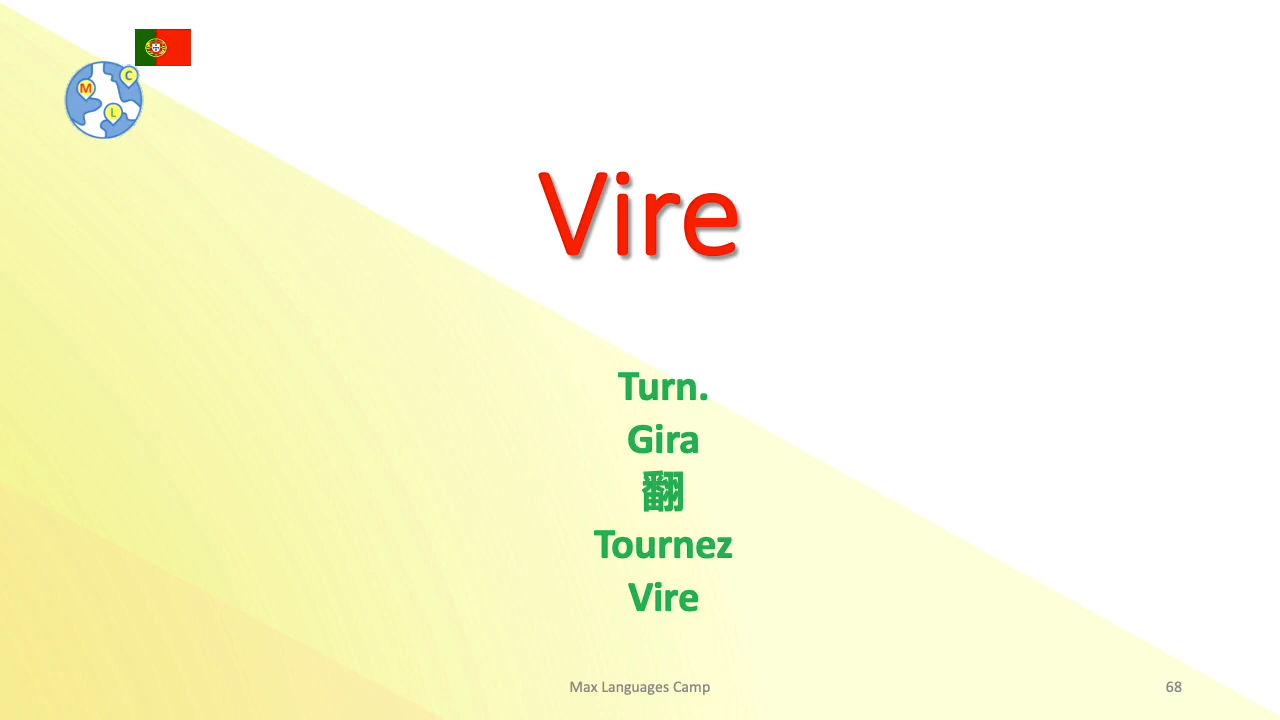 C
M
L
Vire
Turn.
Gira
翻
Tournez
Vire
Max Languages Camp
68